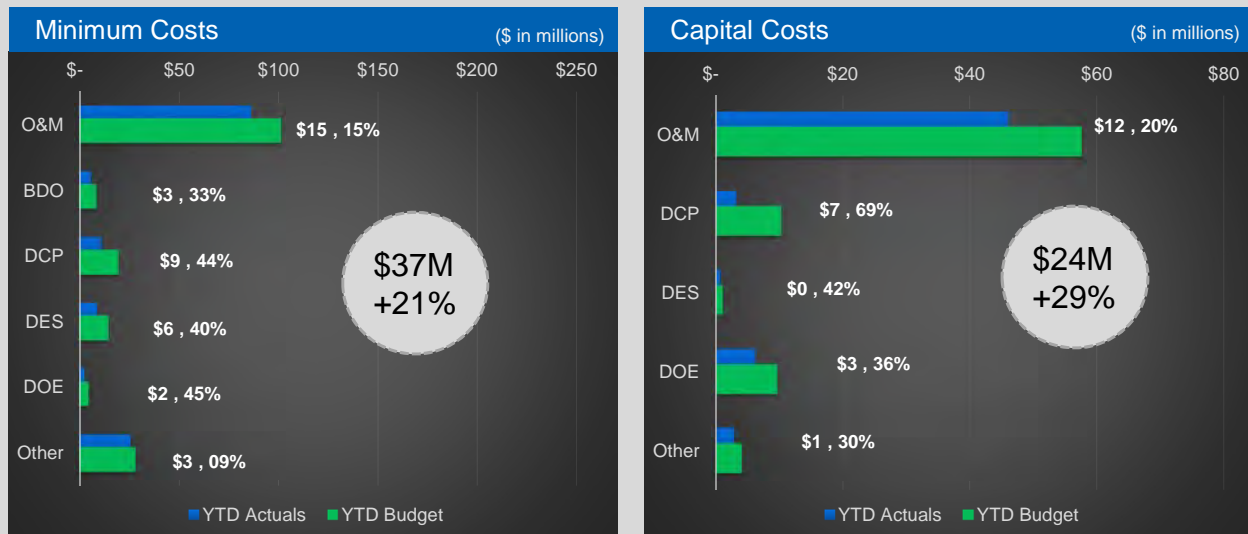 Minimum Costs ($ in millions)
$- $50 $100 $150 $200 $250
O&M $15 , 15%
BDO $3 , 33%
DCP $9 , 44%
$37M
+21%
DES $6 , 40%
DOE $2 , 45%
Other $3 , 09%
YTD Actuals YTD Budget
Capital Costs ($ in millions)
$- $20 $40 $60 $80
O&M $12 , 20%
DCP $7 , 69%
$24M
+29%
DES $0 , 42%
DOE $3 , 36%
Other $1 , 30%
YTD Actuals YTD Budget